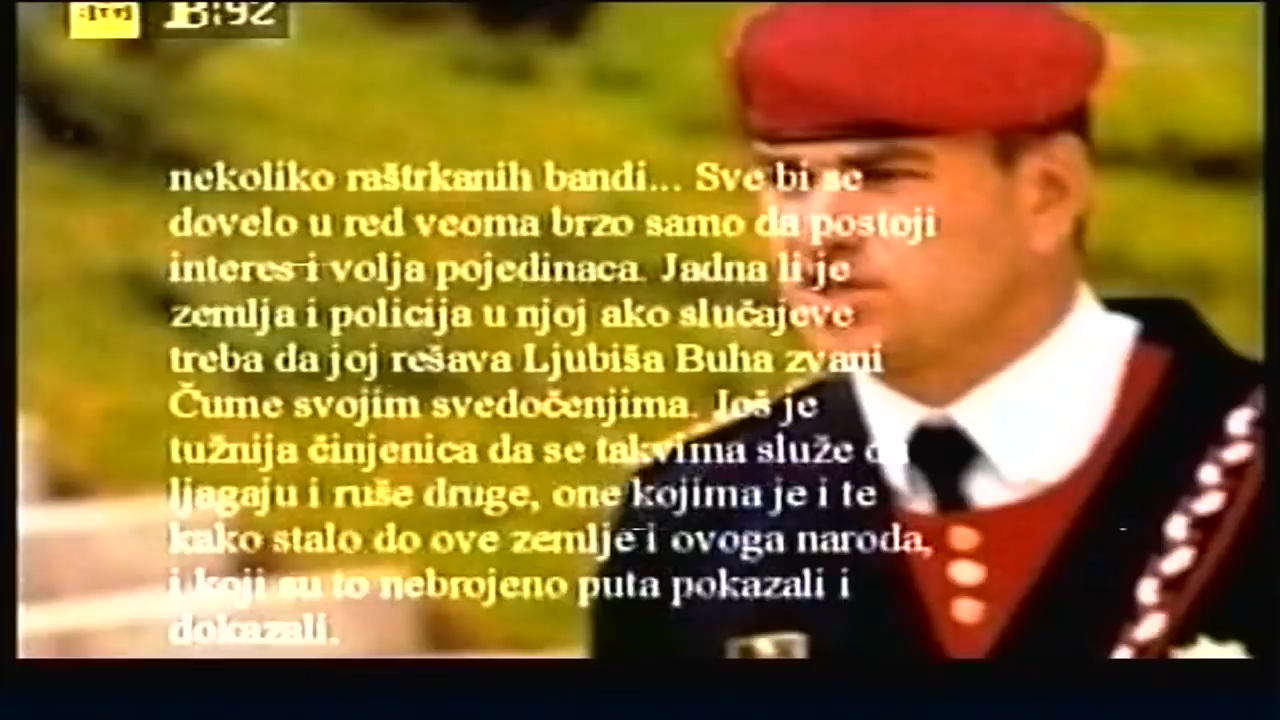 B:92
nekoliko raštrkanih bandi... Sve bi se
dovelo u red veoma brzo samo da postoji
interes i volja pojedinaca. Jadna li je
zemlja i policija u njoj ako slučajeve
treba da joj rešava Ljubiša Buha zvani
Čume svojim svedočenjima. Još je
tužnija činjenica da se takvima služe da
ljagaju i ruše druge, one kojima je i te
kako stalo do ove zemlje i ovoga naroda,
i koji su to nebrojeno puta pokazali i
dokazali.